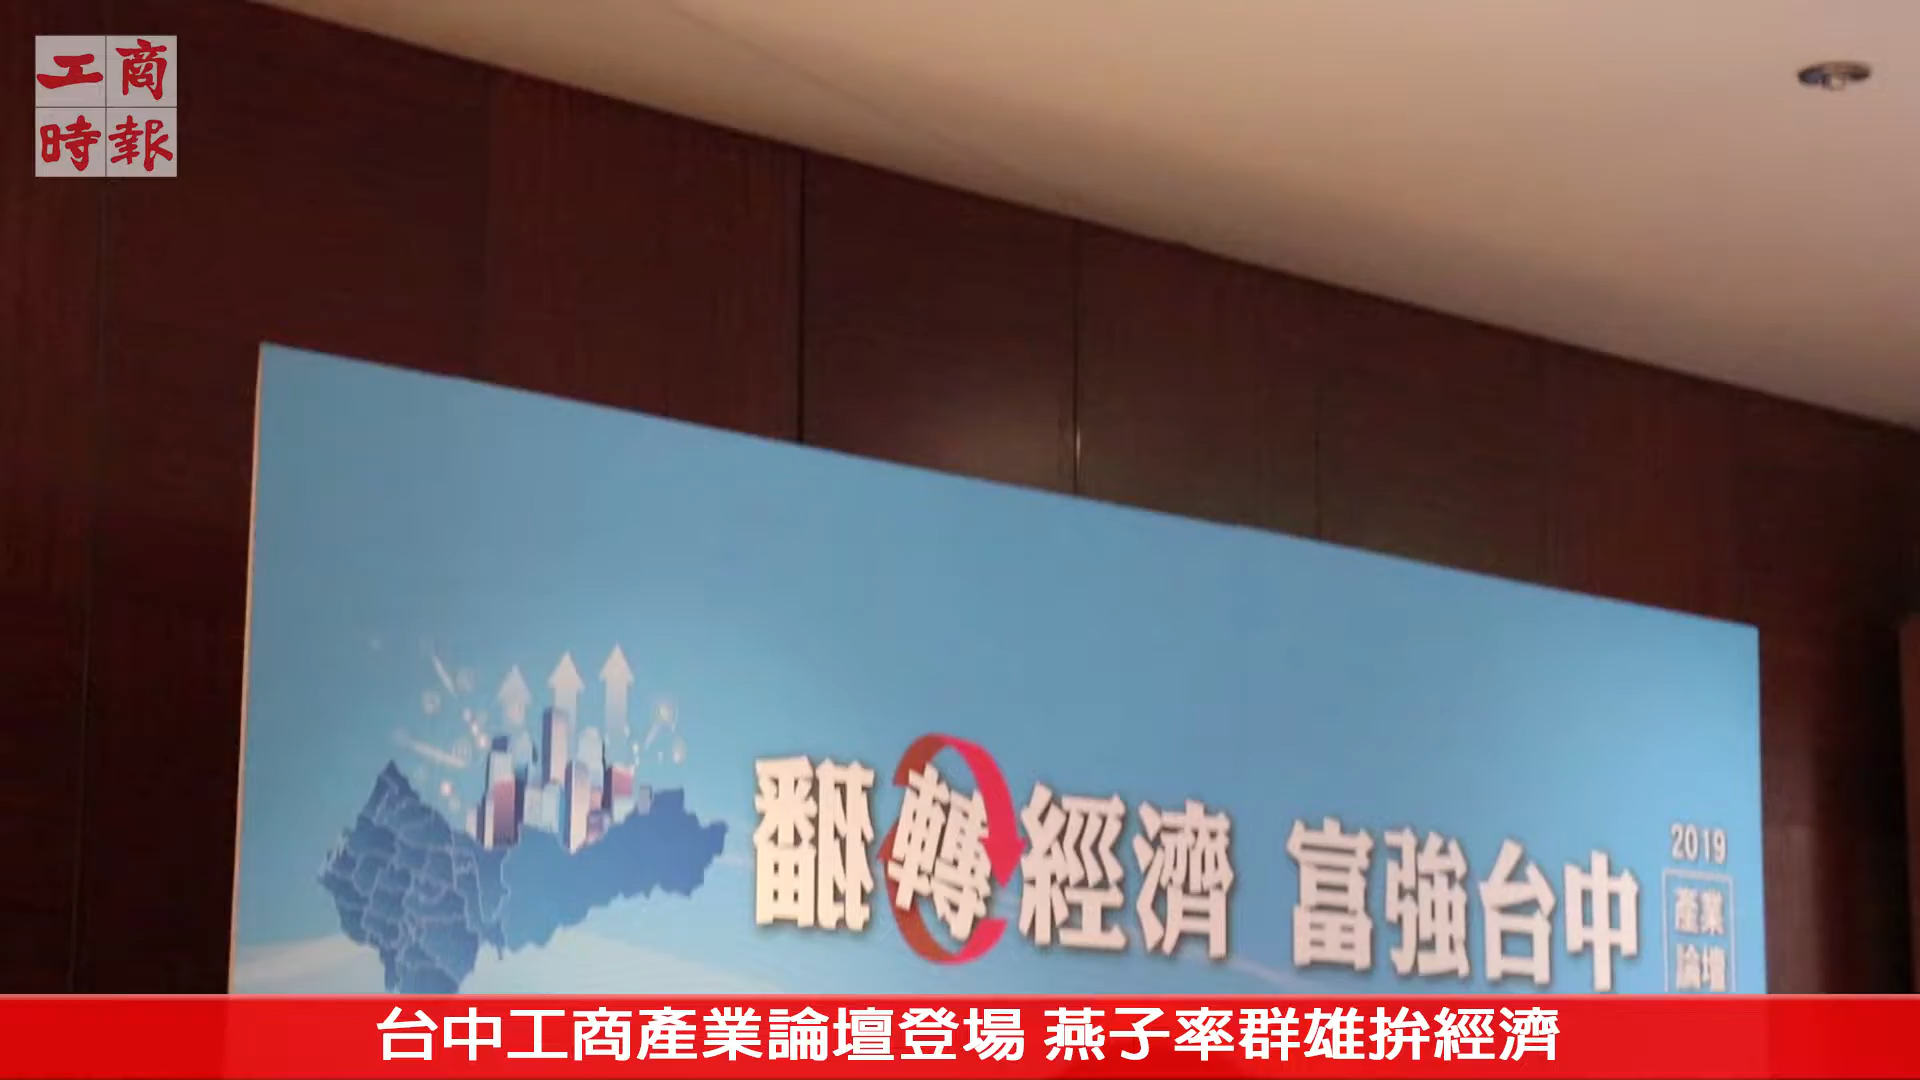 工商
時報
翻轉經濟 富強台中
2019
產業
論壇
台中工商產業論壇登場 燕子率群雄拚經濟